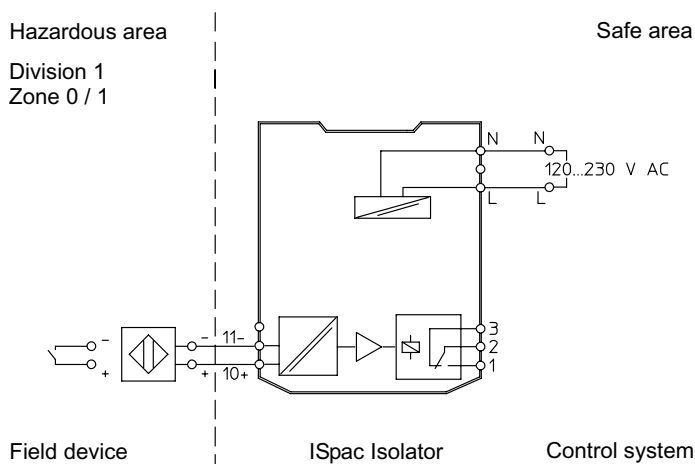 Hazardous area
Safe area
Division 1
Zone 0 / 1
N N
120...230 V AC
L L
3
- - 11-
2
+ + 10+
1
Field device
ISpac Isolator
Control system